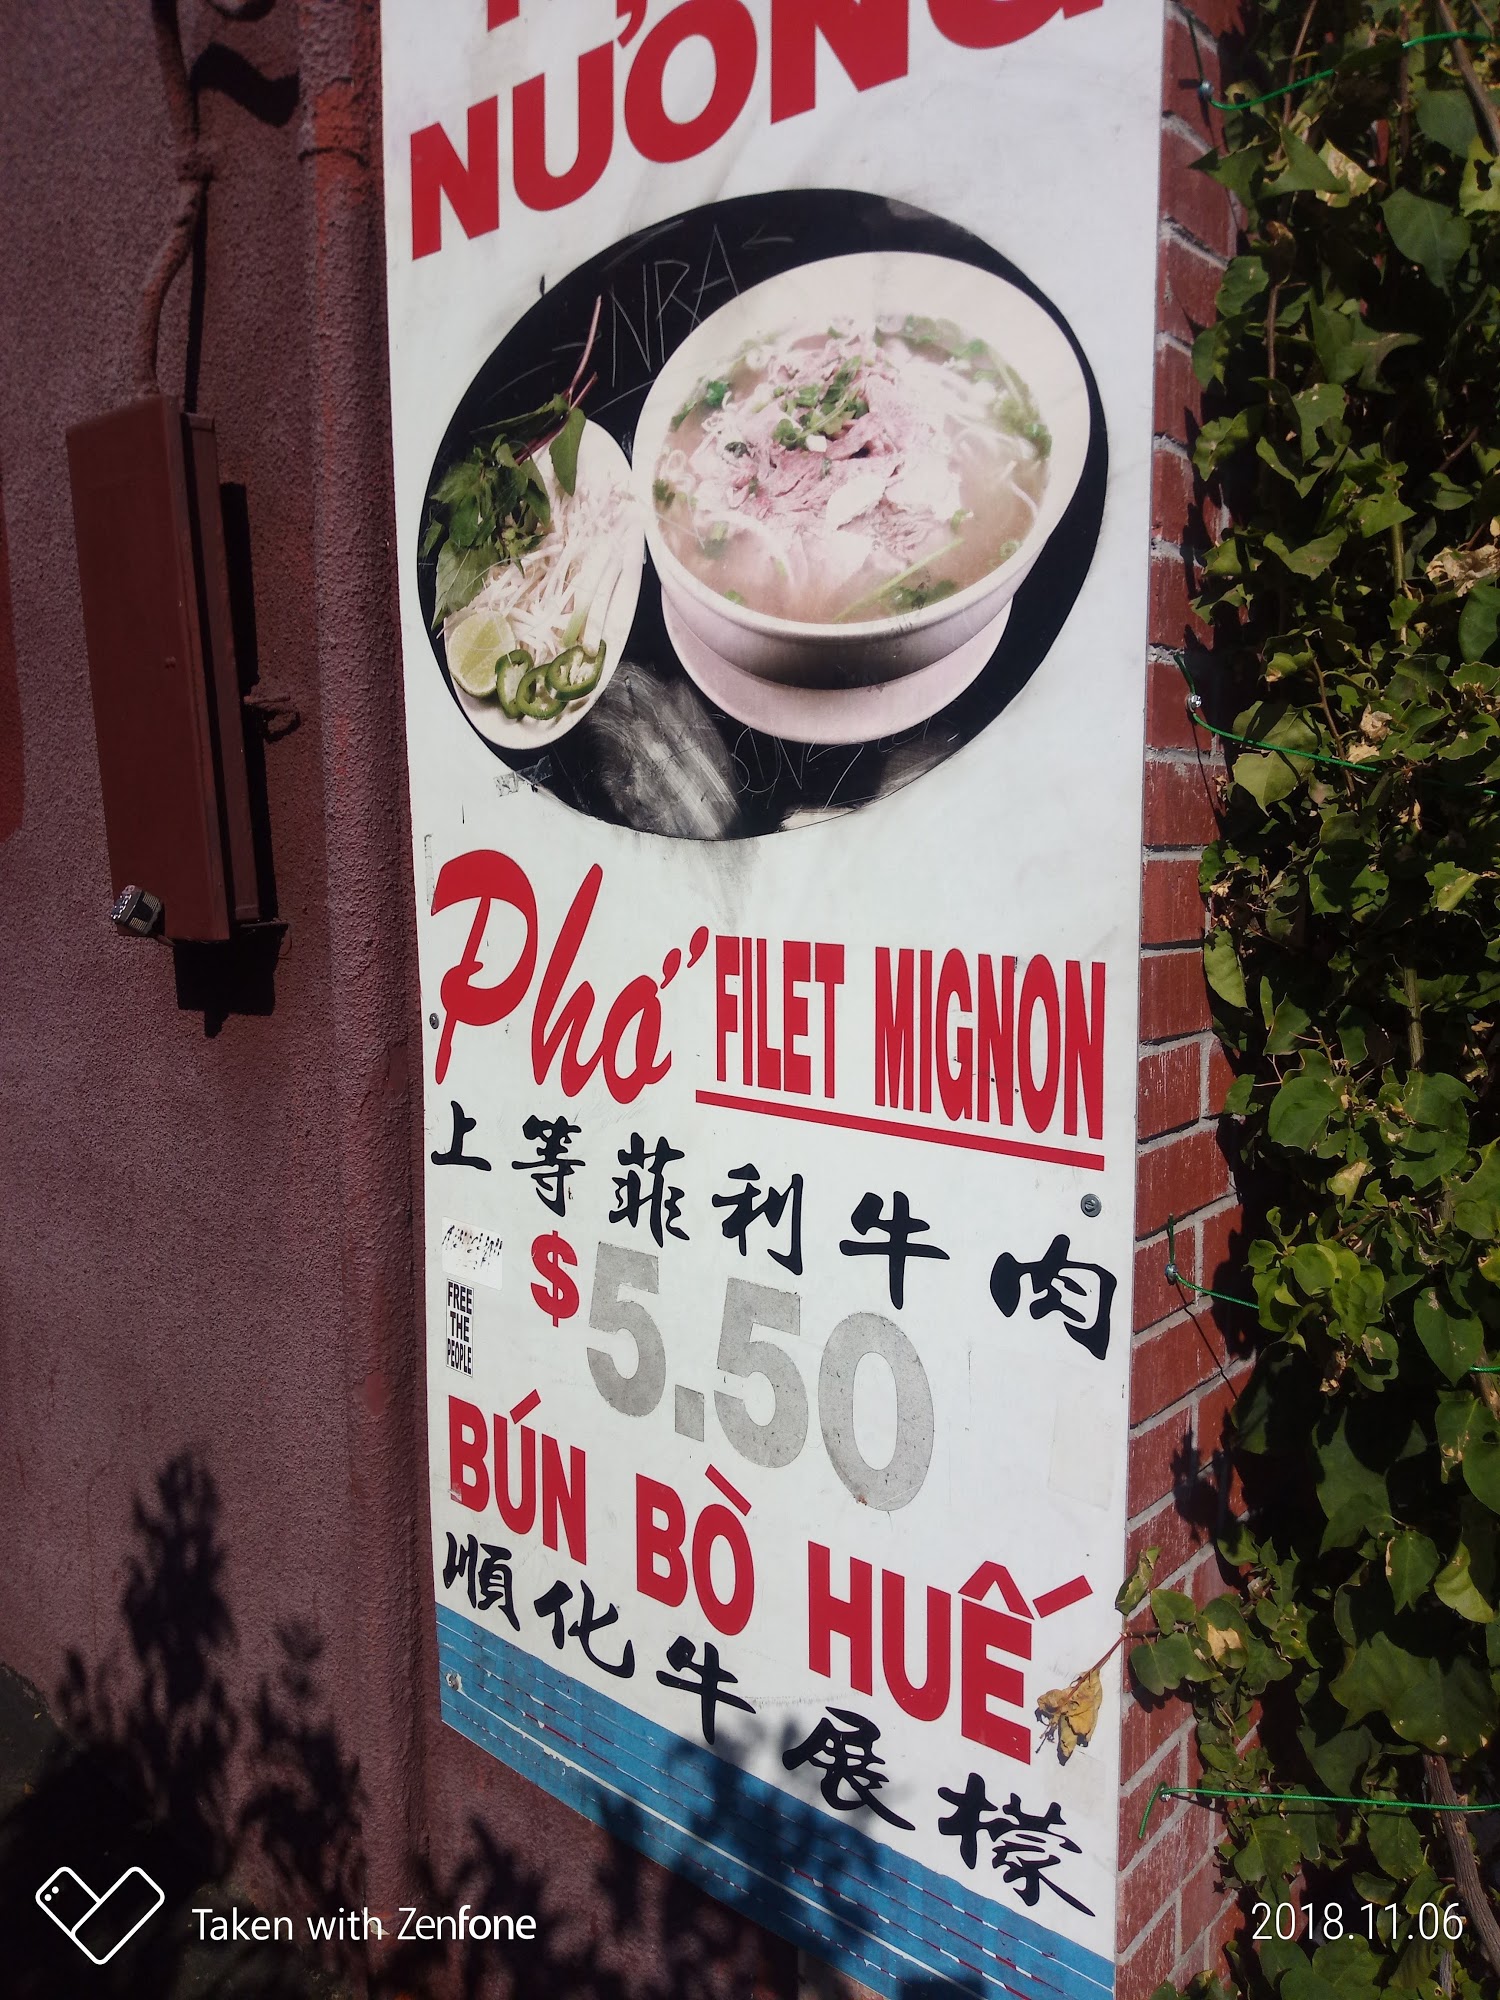 NƯỚNG
NRA
Phở FILET MIGNON
上等菲利牛肉
$5.50
FREE
THE
PEOPLE
BÚN BÒ HUẾ
順化牛展檬
Taken with Zenfone
2018.11.06